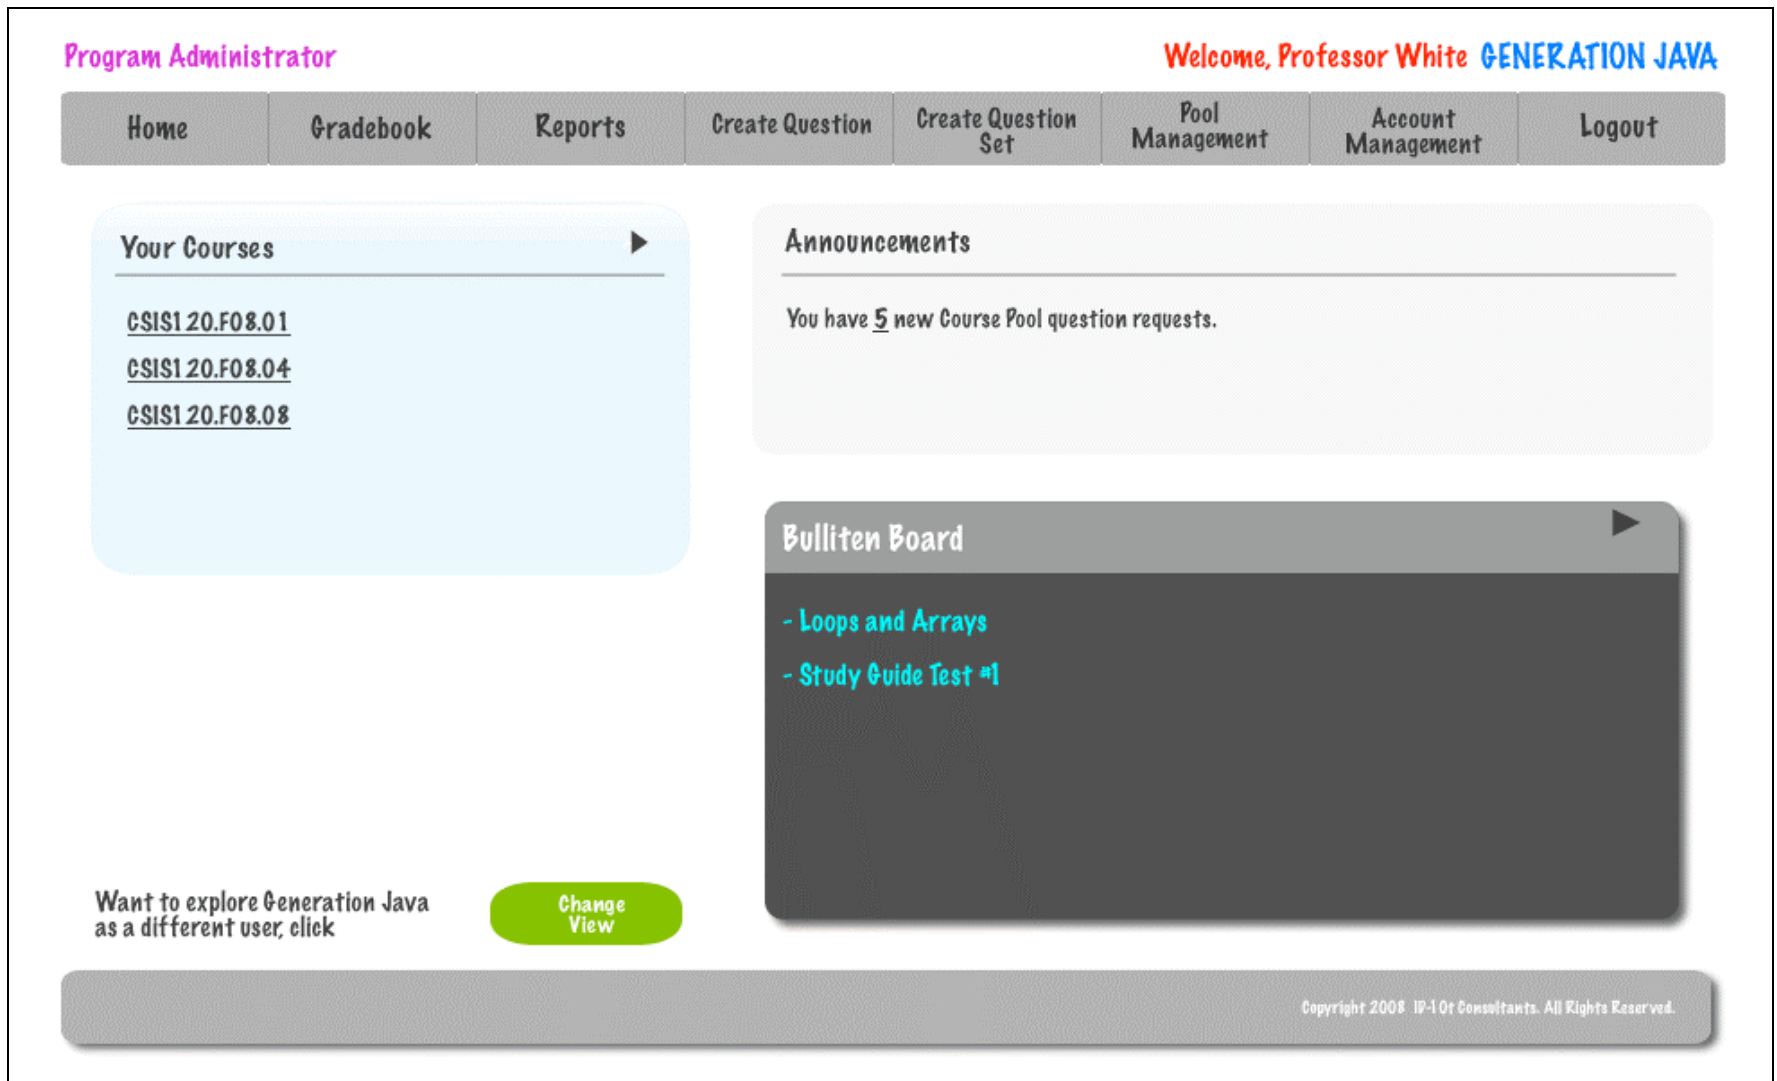 Program Administrator
Welcome, Professor White GENERATION JAVA
Home
Gradebook
Reports
Create Question
Create Question
Set
Pool
Management
Account
Management
Logout
Your Courses
CSIS120.F08.01
CSIS120.F08.04
CSIS120.F08.08
Announcements
You have 5 new Course Pool question requests.
Bulliten Board
- Loops and Arrays
- Study Guide Test #1
Want to explore Generation Java
as a different user, click
Change
View
Copyright 2008 Consultants. All Rights Reserved.